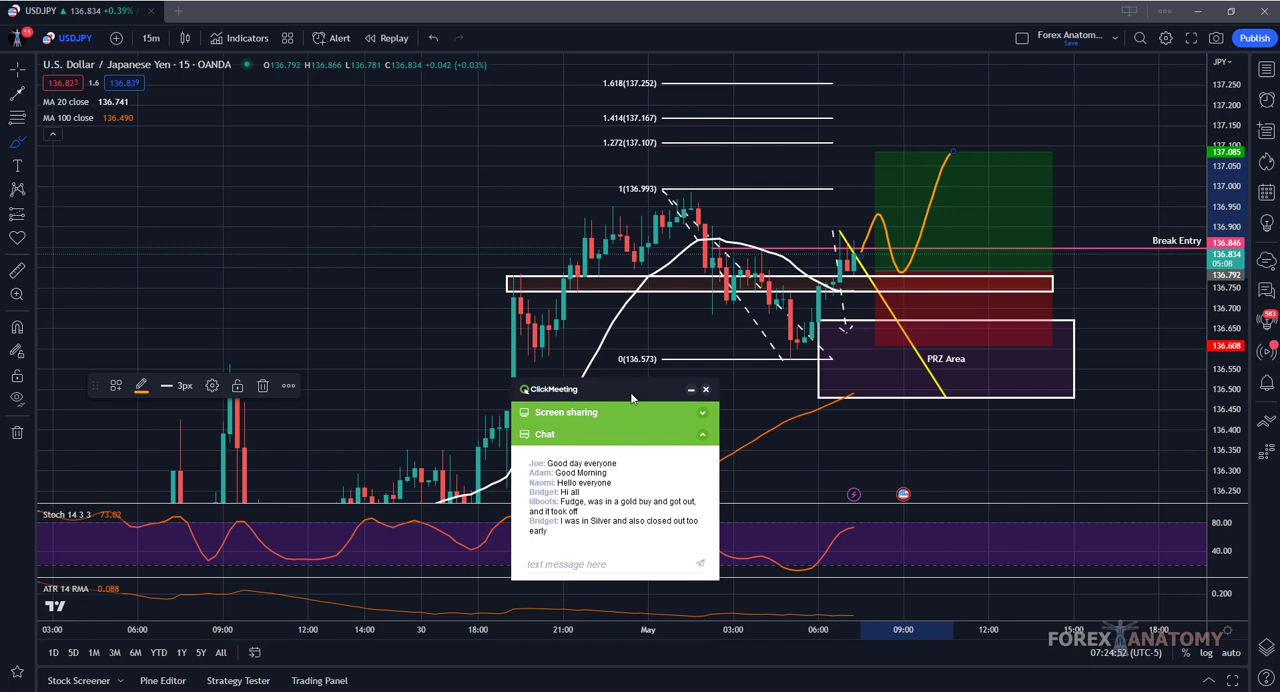 USDJPY ▲ 136.834 +0.39%
11
USDJPY
15m
Indicators
Alert
Replay
Forex Anatom...
Save
Publish
U.S. Dollar / Japanese Yen · 15 · OANDA
O136.792 H136.866 L136.781 C136.834 +0.042 (+0.03%)
JPY
136.823
1.6
136.839
MA 20 close 136.741
MA 100 close 136.490
1.618(137.252)
1.414(137.167)
1.272(137.107)
1(136.993)
0(136.573)
Break Entry
PRZ Area
137.250
137.200
137.150
137.100
137.085
137.050
137.000
136.950
136.900
136.846
136.834
05:08
136.792
136.750
136.700
136.650
136.608
136.550
136.500
136.450
136.400
136.350
136.300
136.250
583
3px
ClickMeeting
Screen sharing
Chat
Joe: Good day everyone
Adam: Good Morning
Naomi: Hello everyone
Bridget: Hi all
lilboots: Fudge, was in a gold buy and got out,
and it took off
Bridget: I was in Silver and also closed out too
early
text message here
Stoch 14 3 3 73.02
80.00
40.00
ATR 14 RMA 0.088
0.200
03:00
06:00
09:00
12:00
14:00
30
18:00
21:00
May
03:00
06:00
09:00
12:00
15:00
18:00
FOREX ANATOMY
1D 5D 1M 3M 6M YTD 1Y 5Y All
07:24:52 (UTC-5)
% log auto
Stock Screener
Pine Editor
Strategy Tester
Trading Panel